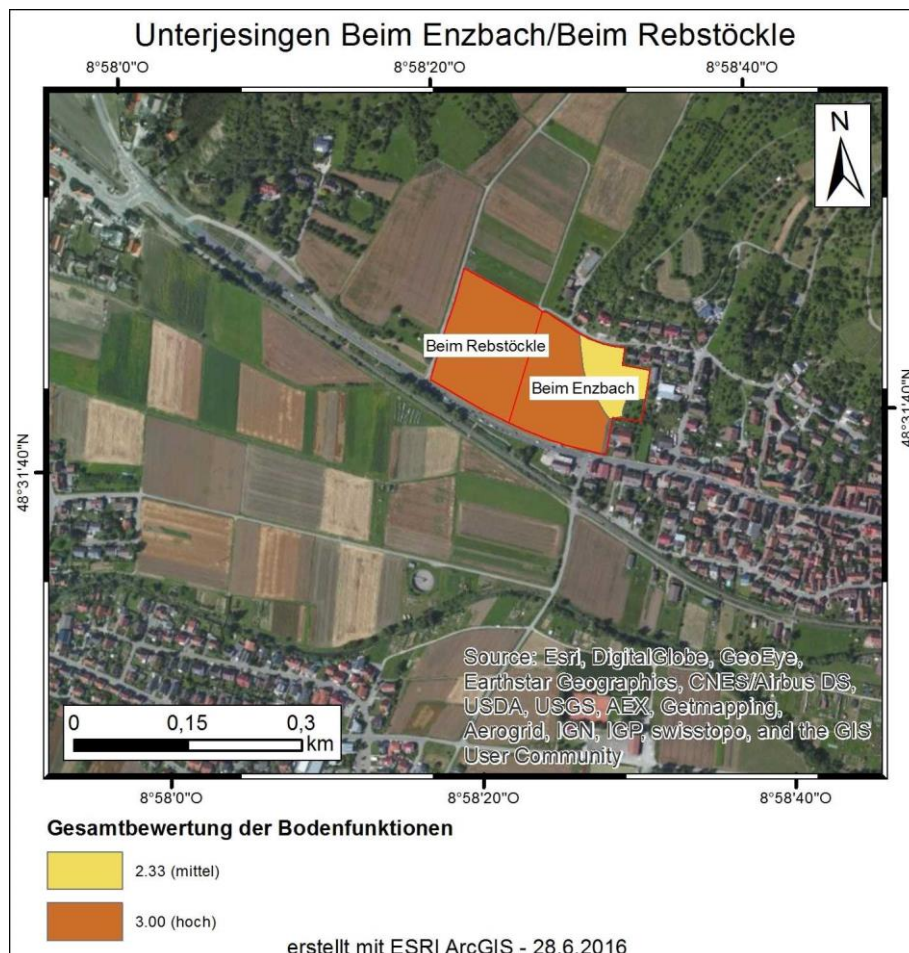 Unterjesingen Beim Enzbach/Beim Rebstöckle
8°58'0"O
8°58'20"O
8°58'40"O
N
Beim Rebstöckle
Beim Enzbach
48°31'40"N
48°31'40"N
Source: Esri, DigitalGlobe, GeoEye,
Earthstar Geographics, CNES/Airbus DS,
USDA, USGS, AEX, Getmapping,
Aerogrid, IGN, IGP, swisstopo, and the GIS
User Community
0
0,15
0,3
km
8°58'0"O
8°58'20"O
8°58'40"O
Gesamtbewertung der Bodenfunktionen
2.33 (mittel)
3.00 (hoch)
erstellt mit ESRI ArcGIS - 28.6.2016